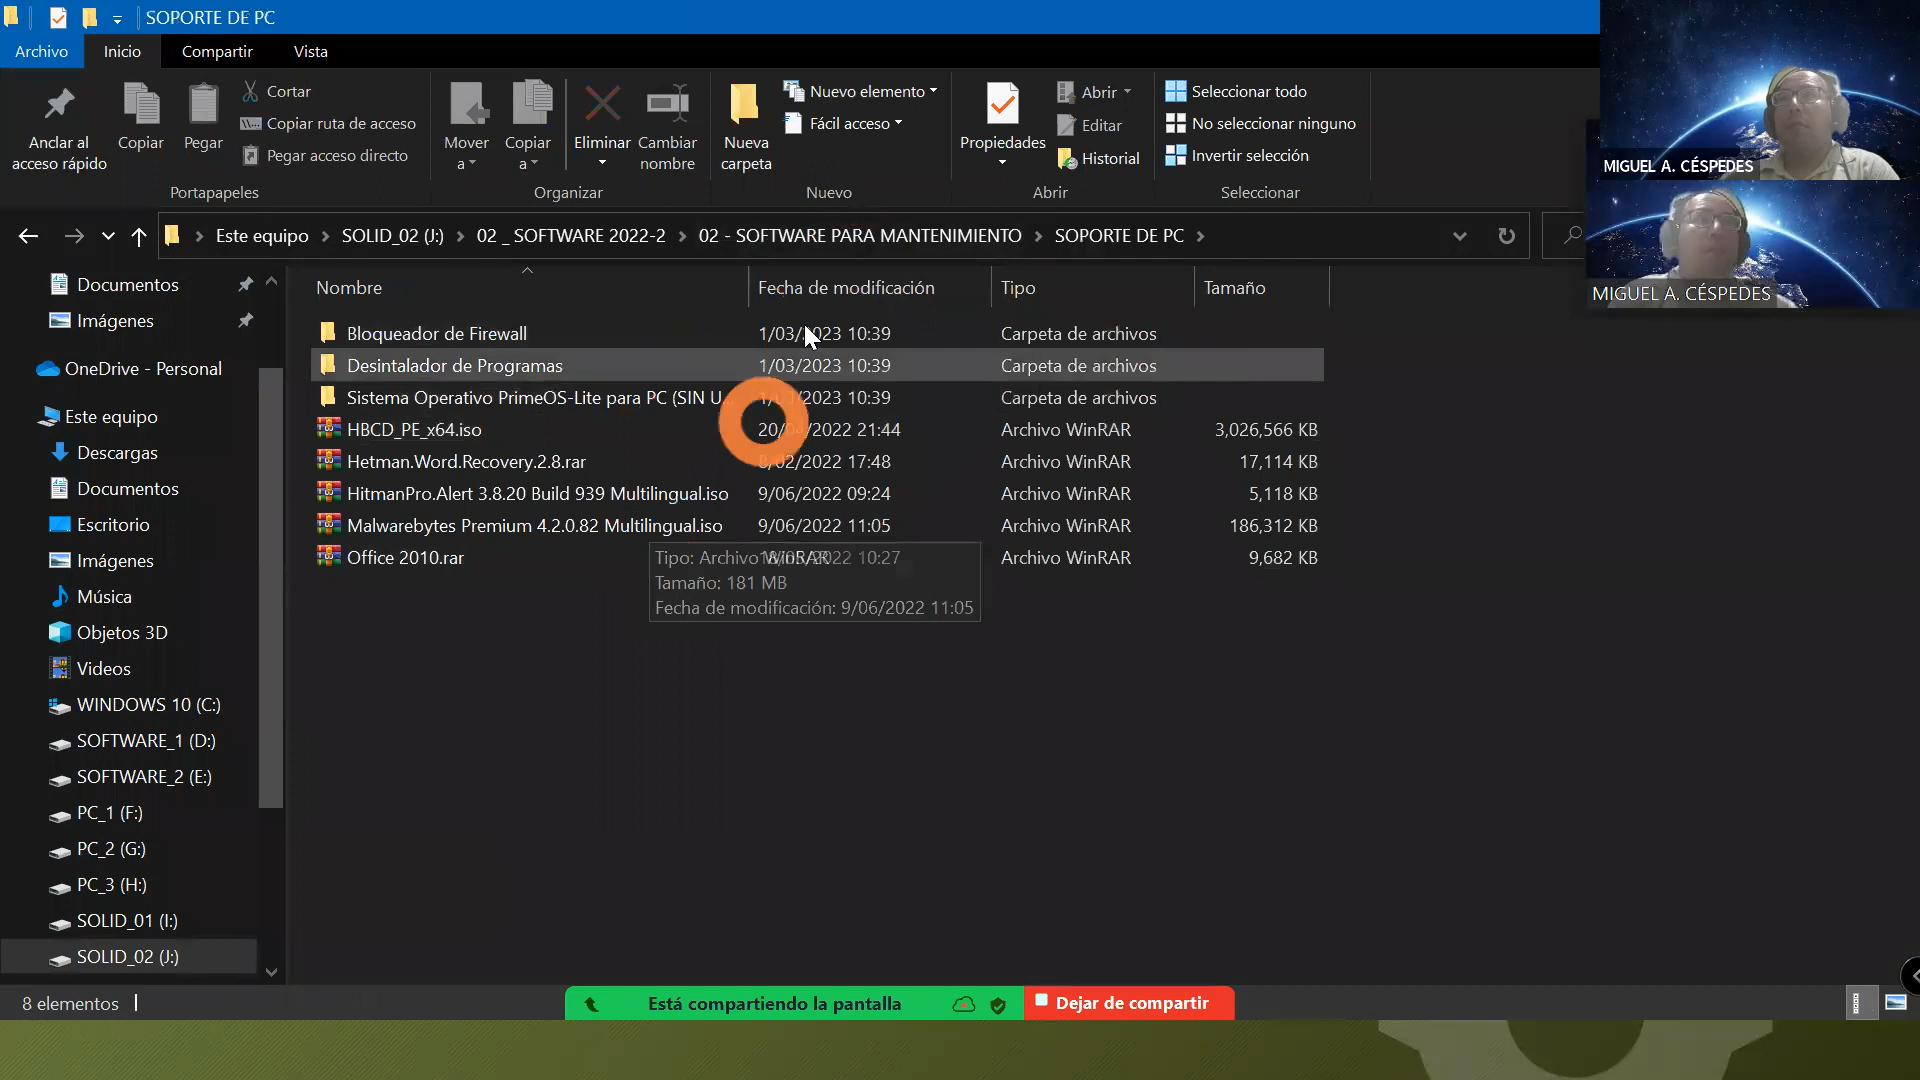 SOPORTE DE PC
Archivo Inicio Compartir Vista
Anclar al acceso rápido
Copiar
Pegar
Cortar
Copiar ruta de acceso
Pegar acceso directo
Portapapeles
Mover a
Copiar a
Eliminar
Cambiar nombre
Organizar
Nueva carpeta
Nuevo elemento
Fácil acceso
Nuevo
Propiedades
Abrir
Editar
Historial
Abrir
Seleccionar todo
No seleccionar ninguno
Invertir selección
Seleccionar
MIGUEL A. CÉSPEDES
MIGUEL A. CÉSPEDES
Este equipo > SOLID_02 (J:) > 02 _ SOFTWARE 2022-2 > 02 - SOFTWARE PARA MANTENIMIENTO > SOPORTE DE PC >
Documentos
Imágenes
OneDrive - Personal
Este equipo
Descargas
Documentos
Escritorio
Imágenes
Música
Objetos 3D
Videos
WINDOWS 10 (C:)
SOFTWARE_1 (D:)
SOFTWARE_2 (E:)
PC_1 (F:)
PC_2 (G:)
PC_3 (H:)
SOLID_01 (I:)
SOLID_02 (J:)
Nombre Fecha de modificación Tipo Tamaño
Bloqueador de Firewall 1/03/2023 10:39 Carpeta de archivos
Desintalador de Programas 1/03/2023 10:39 Carpeta de archivos
Sistema Operativo PrimeOS-Lite para PC (SIN U... 10:39 Carpeta de archivos
HBCD_PE_x64.iso 21:44 Archivo WinRAR 3,026,566 KB
Hetman.Word.Recovery.2.8.rar 17:48 Archivo WinRAR 17,114 KB
HitmanPro.Alert 3.8.20 Build 939 Multilingual.iso 9/06/2022 09:24 Archivo WinRAR 5,118 KB
Malwarebytes Premium 4.2.0.82 Multilingual.iso 9/06/2022 11:05 Archivo WinRAR 186,312 KB
Office 2010.rar 10:27 Archivo WinRAR 9,682 KB
Tipo: Archivo WinRAR
Tamaño: 181 MB
Fecha de modificación: 9/06/2022 11:05
8 elementos
Está compartiendo la pantalla
Dejar de compartir